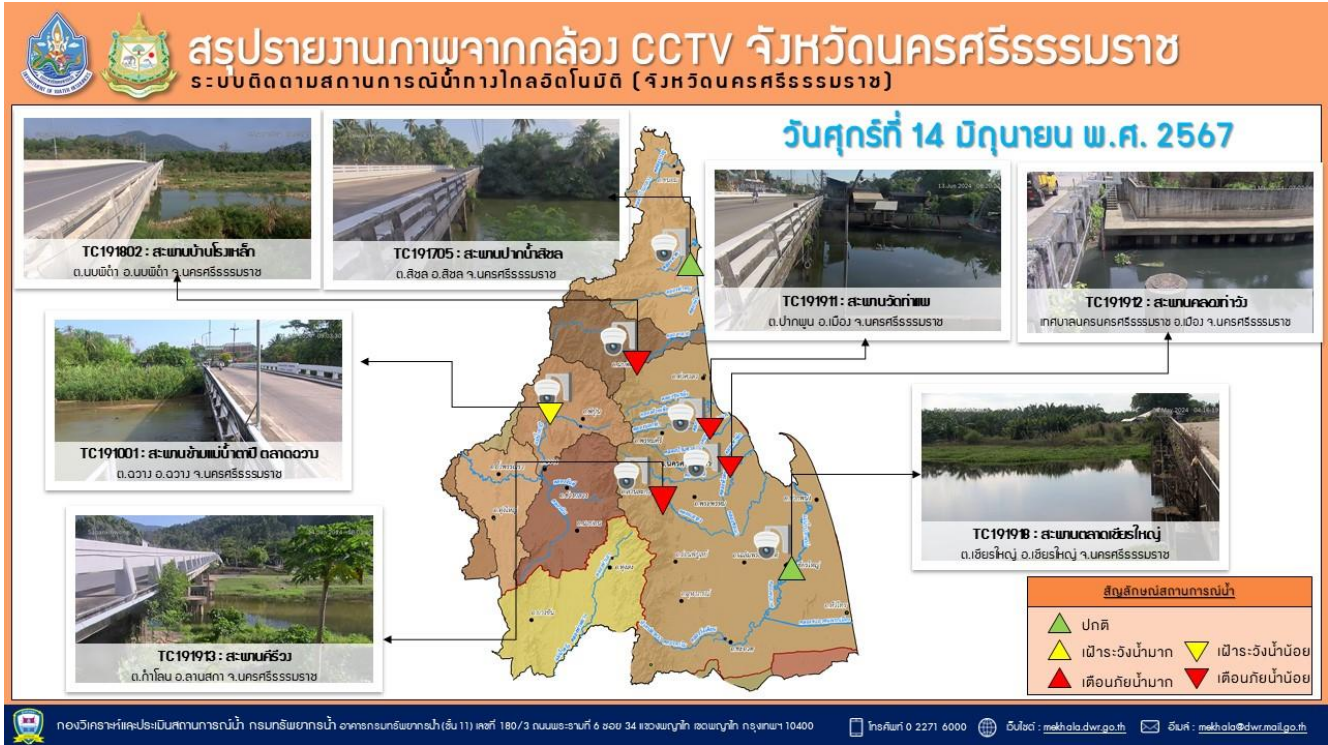 สรุปรายงานภาพจากกล้อง CCTV จังหวัดนครศรีธรรมราช
ระบบติดตามสถานการณ์น้ำทางไกลอัตโนมัติ (จังหวัดนครศรีธรรมราช)
วันศุกร์ที่ 14 มิถุนายน พ.ศ. 2567
TC191802 : สะพานบ้านโรงเหล็ก
ต.นบพิตำ อ.นบพิตำ จ.นครศรีธรรมราช
TC191705 : สะพานปากน้ำสิชล
ต.สิชล อ.สิชล จ.นครศรีธรรมราช
TC191911 : สะพานวัดท่าแพ
ต.ปากพูน อ.เมือง จ.นครศรีธรรมราช
TC191912 : สะพานคลองท่าวัง
เทศบาลนครนครศรีธรรมราช อ.เมือง จ.นครศรีธรรมราช
TC191001 : สะพานข้ามแม่น้ำตาปี ตลาดฉวาง
ต.ฉวาง อ.ฉวาง จ.นครศรีธรรมราช
TC191918 : สะพานตลาดเชียรใหญ่
ต.เชียรใหญ่ อ.เชียรใหญ่ จ.นครศรีธรรมราช
TC191913 : สะพานคีรีวง
ต.กำโลน อ.ลานสกา จ.นครศรีธรรมราช
สัญลักษณ์สถานการณ์น้ำ
ปกติ
เฝ้าระวังน้ำมาก เฝ้าระวังน้ำน้อย
เตือนภัยน้ำมาก เตือนภัยน้ำน้อย
กองวิเคราะห์และประเมินสถานการณ์น้ำ กรมทรัพยากรน้ำ อาคารกรมทรัพยากรน้ำ (ชั้น 11) เลขที่ 180/3 ถนนพระรามที่ 6 ซอย 34 แขวงพญาไท เขตพญาไท กรุงเทพฯ 10400 โทรศัพท์ 0 2271 6000 เว็บไซต์ : mekhala.dwr.go.th อีเมล์ : mekhala@dwr.mail.go.th